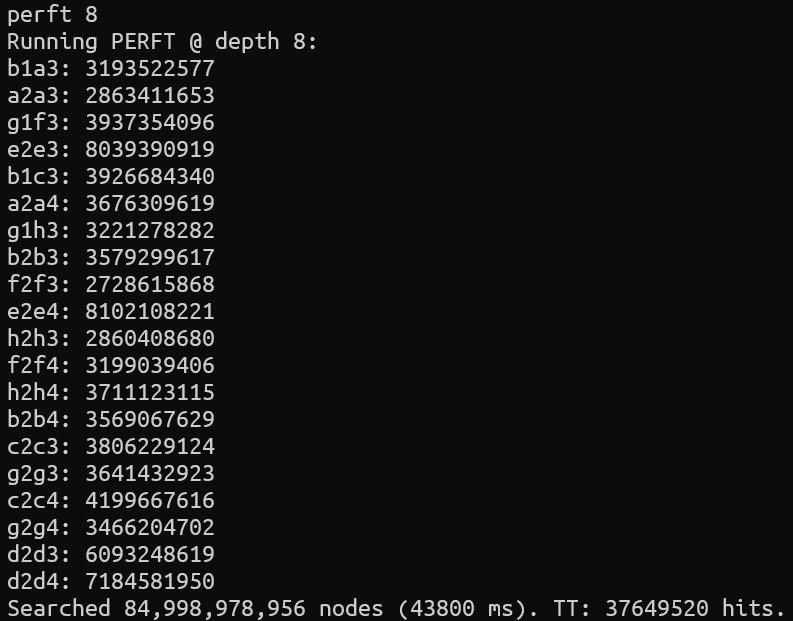 perft 8
Running PERFT @ depth 8:
b1a3: 3193522577
a2a3: 2863411653
g1f3: 3937354096
e2e3: 8039390919
b1c3: 3926684340
a2a4: 3676309619
g1h3: 3221278282
b2b3: 3579299617
f2f3: 2728615868
e2e4: 8102108221
h2h3: 2860408680
f2f4: 3199039406
h2h4: 3711123115
b2b4: 3569067629
c2c3: 3806229124
g2g3: 3641432923
c2c4: 4199667616
g2g4: 3466204702
d2d3: 6093248619
d2d4: 7184581950
Searched 84,998,978,956 nodes (43800 ms). TT: 37649520 hits.